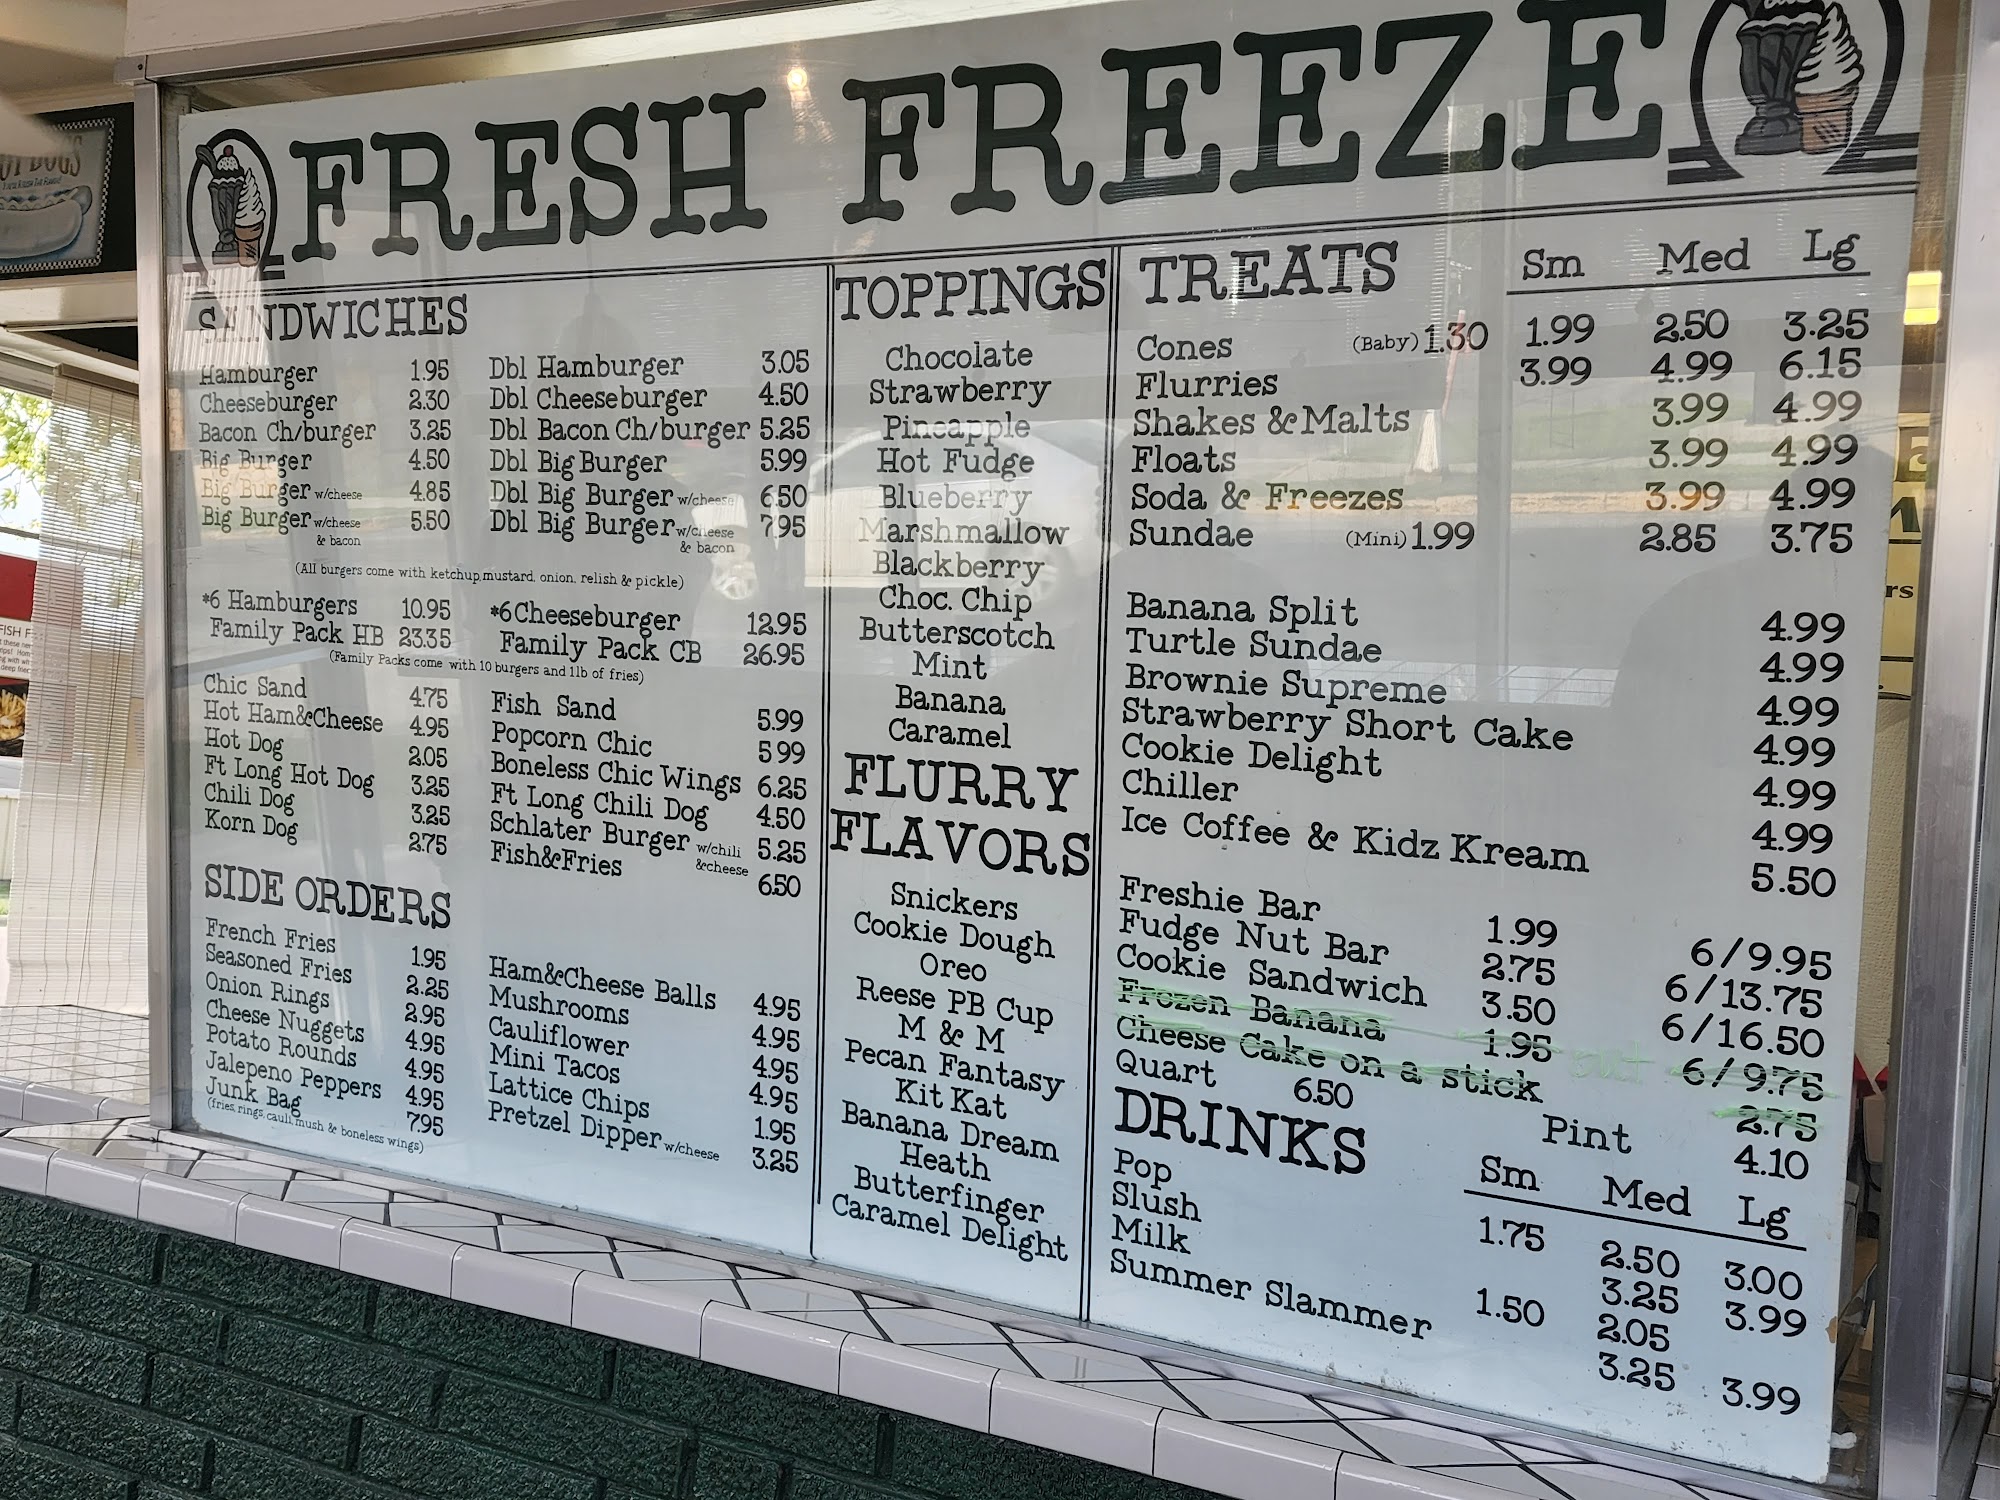 FRESH FREEZE
SANDWICHES
Hamburger 1.95
Cheeseburger 2.30
Bacon Ch/burger 3.25
Big Burger 4.50
Big Burger w/cheese 4.85
Big Burger w/cheese & bacon 5.50
Dbl Hamburger 3.05
Dbl Cheeseburger 4.50
Dbl Bacon Ch/burger 5.25
Dbl Big Burger 5.99
Dbl Big Burger w/cheese 6.50
Dbl Big Burger w/cheese & bacon 7.95
(All burgers come with ketchup,mustard, onion, relish & pickle)
*6 Hamburgers 10.95
Family Pack HB 23.35
*6 Cheeseburger 12.95
Family Pack CB 26.95
(Family Packs come with 10 burgers and 1lb of fries)
Chic Sand 4.75
Hot Ham&Cheese 4.95
Hot Dog 2.05
Ft Long Hot Dog 3.25
Chili Dog 3.25
Korn Dog 2.75
Fish Sand 5.99
Popcorn Chic 5 99
Boneless Chic Wings 6.25
Ft Long Chili Dog 4.50
Schlater Burger w/chili &cheese 5.25
Fish&Fries 6.50
SIDE ORDERS
French Fries 1.95
Seasoned Fries 2.25
Onion Rings 2.95
Cheese Nuggets 4.95
Potato Rounds 4.95
Jalepeno Peppers 4.95
Junk Bag 7.95
(fries, rings, cauli, mush & boneless wings)
Ham&Cheese Balls 4.95
Mushrooms 4.95
Cauliflower 4.95
Mini Tacos 4.95
Lattice Chips 1.95
Pretzel Dipper w/cheese 3.25
TOPPINGS
Chocolate
Strawberry
Pineapple
Hot Fudge
Blueberry
Marshmallow
Blackberry
Choc. Chip
Butterscotch
Mint
Banana
Caramel
FLURRY
FLAVORS
Snickers
Cookie Dough
Oreo
Reese PB Cup
M & M
Pecan Fantasy
Kit Kat
Banana Dream
Heath
Butterfinger
Caramel Delight
TREATS Sm Med Lg
Cones (Baby) 1.30 1.99 2.50 3.25
Flurries 3.99 4.99 6.15
Shakes & Malts 3.99 4.99
Floats 3.99 4.99
Soda & Freezes 3.99 4.99
Sundae (Mini) 1.99 2.85 3.75
Banana Split 4.99
Turtle Sundae 4.99
Brownie Supreme 4.99
Strawberry Short Cake 4.99
Cookie Delight 4.99
Chiller 4.99
Ice Coffee & Kidz Kream 5.50
Freshie Bar 1.99 6/9.95
Fudge Nut Bar 2.75 6/13.75
Cookie Sandwich 3.50 6/16.50
Frozen Banana 1.95 6/9.75
Cheese Cake on a stick 2.75
Quart 6.50 Pint 4.10
DRINKS Sm Med Lg
Pop 1.75 2.50 3.00
Slush 3.25 3.99
Milk 1.50 2.05
Summer Slammer 3.25 3.99